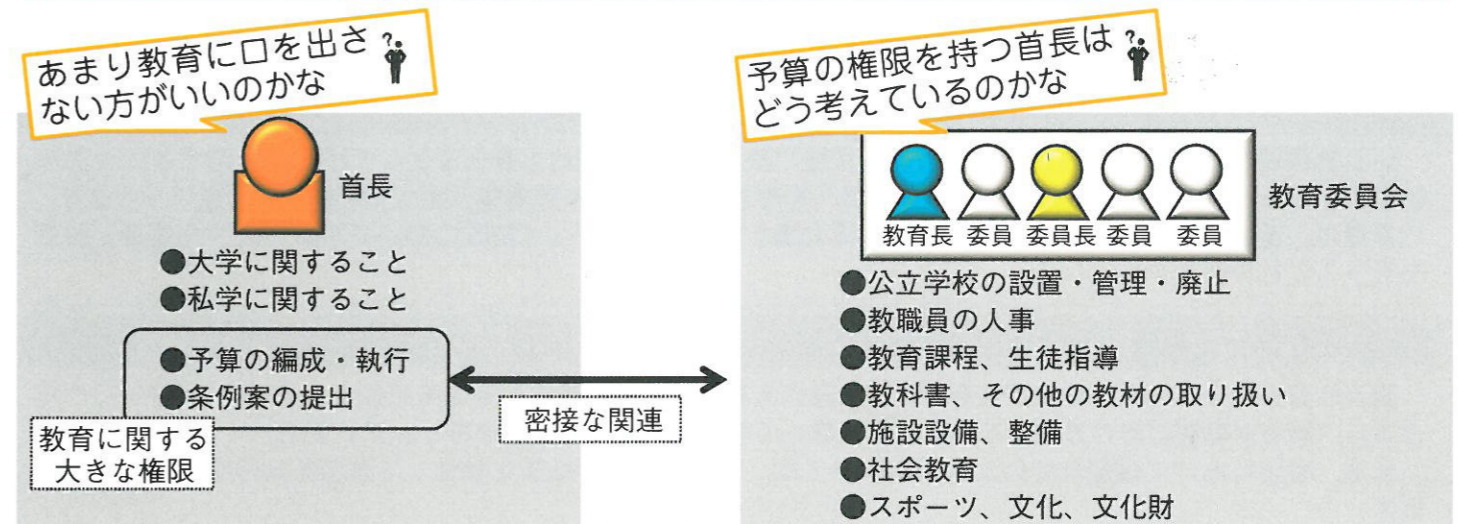 あまり教育に口を出さ
ない方がいいのかな
?
首長
●大学に関すること
●私学に関すること
●予算の編成・執行
●条例案の提出
教育に関する
大きな権限
密接な関連
予算の権限を持つ首長は
どう考えているのかな
?
教育長 委員 委員長 委員 委員
教育委員会
●公立学校の設置・管理・廃止
●教職員の人事
●教育課程、生徒指導
●教科書、その他の教材の取り扱い
●施設設備、整備
●社会教育
●スポーツ、文化、文化財